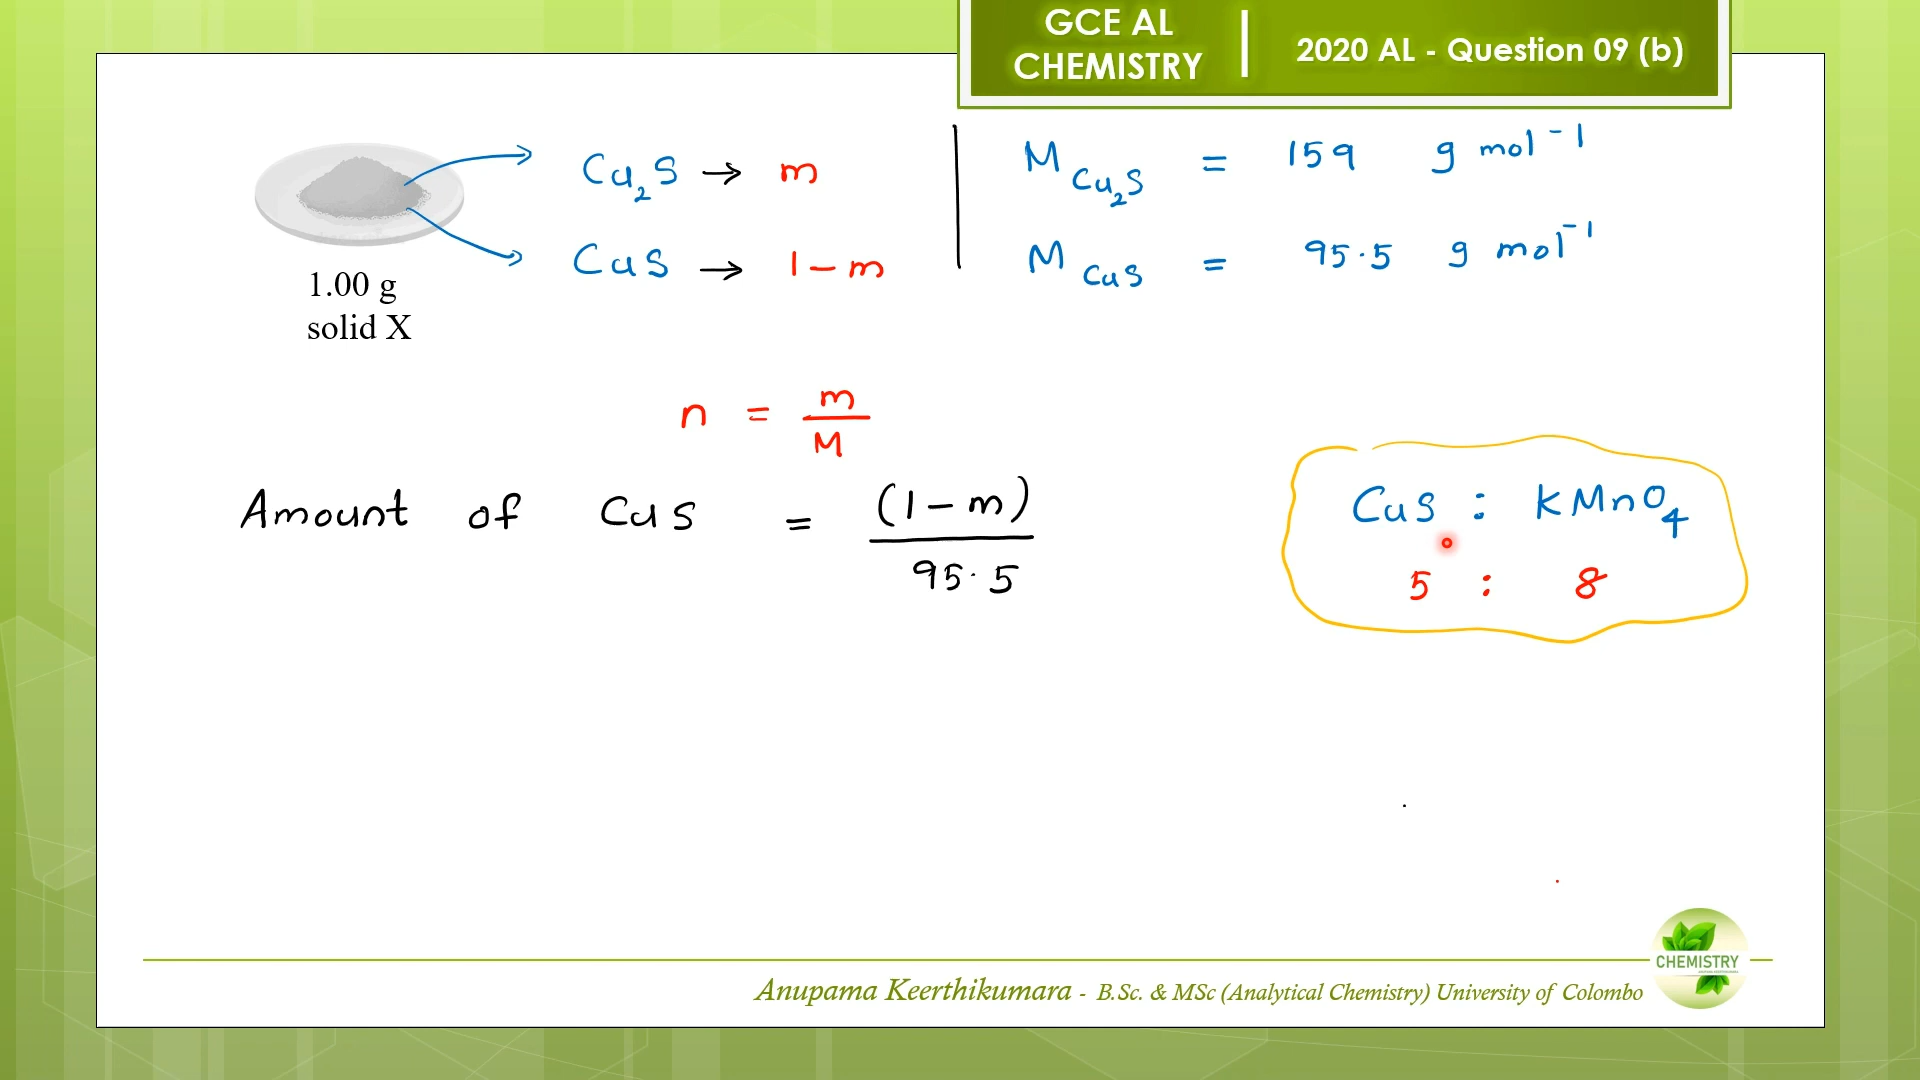 GCE AL
CHEMISTRY
2020 AL - Question 09 (b)
Cu₂S → m
M Cu₂S = 159 g mol⁻¹
CuS → 1 – m
M CuS = 95.5 g mol⁻¹
1.00 g
solid X
n = m / M
Amount of CuS = (1 – m) / 95.5
CuS : KMnO₄
5 : 8
CHEMISTRY
Anupama Keerthikumara - B.Sc. & MSc (Analytical Chemistry) University of Colombo